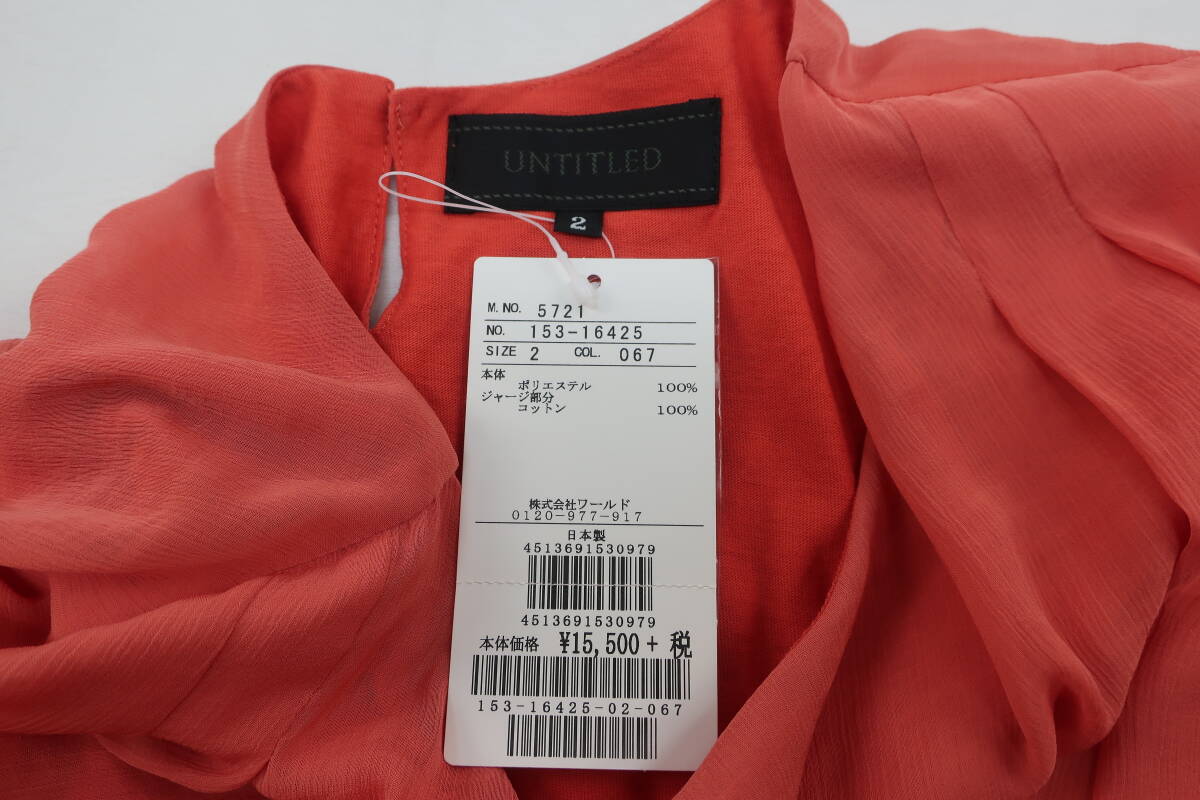 UNTITLED
2
M.NO. 5721
NO. 153-16425
SIZE 2 COL. 067
本体
ポリエステル 100%
ジャージ部分
コットン 100%
株式会社ワールド
0120-977-917
日本製
4513691530979
4513691530979
本体価格 ¥15,500+税
153-16425-02-067